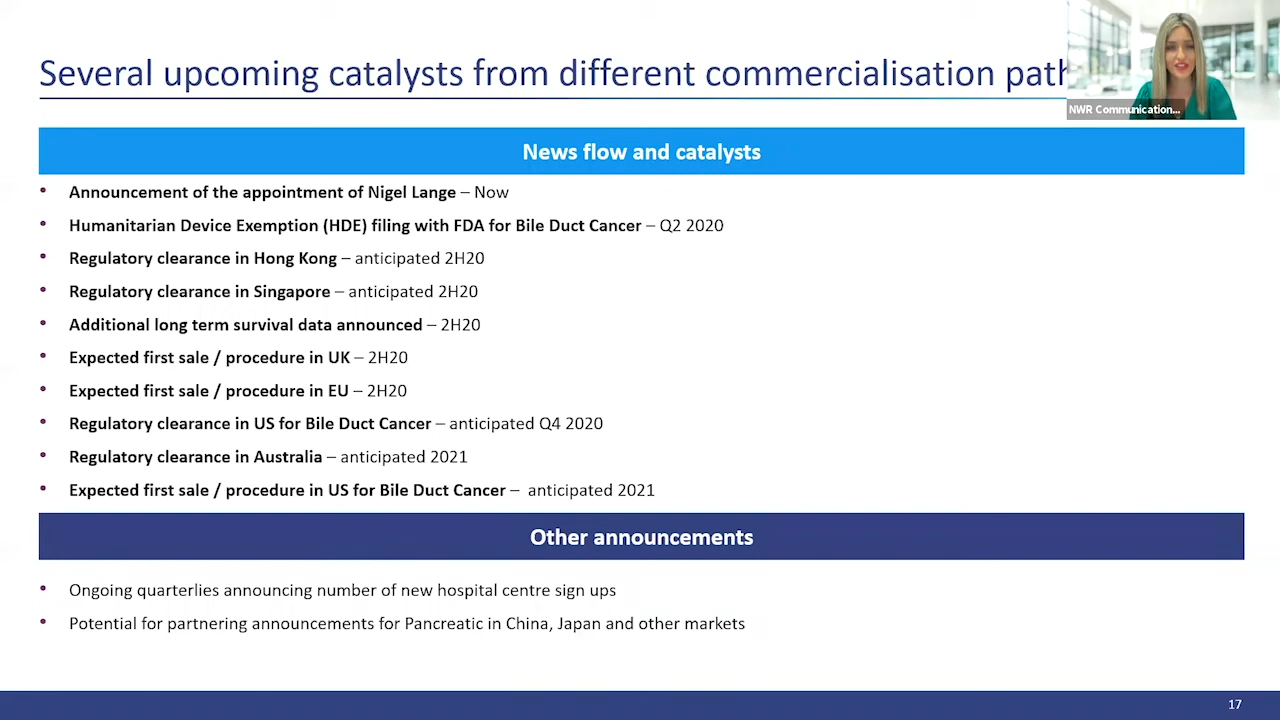 Several upcoming catalysts from different commercialisation
NWR Communication...
News flow and catalysts
• Announcement of the appointment of Nigel Lange – Now
• Humanitarian Device Exemption (HDE) filing with FDA for Bile Duct Cancer – Q2 2020
• Regulatory clearance in Hong Kong – anticipated 2H20
• Regulatory clearance in Singapore – anticipated 2H20
• Additional long term survival data announced – 2H20
• Expected first sale / procedure in UK – 2H20
• Expected first sale / procedure in EU – 2H20
• Regulatory clearance in US for Bile Duct Cancer – anticipated Q4 2020
• Regulatory clearance in Australia – anticipated 2021
• Expected first sale / procedure in US for Bile Duct Cancer – anticipated 2021
Other announcements
• Ongoing quarterlies announcing number of new hospital centre sign ups
• Potential for partnering announcements for Pancreatic in China, Japan and other markets
17